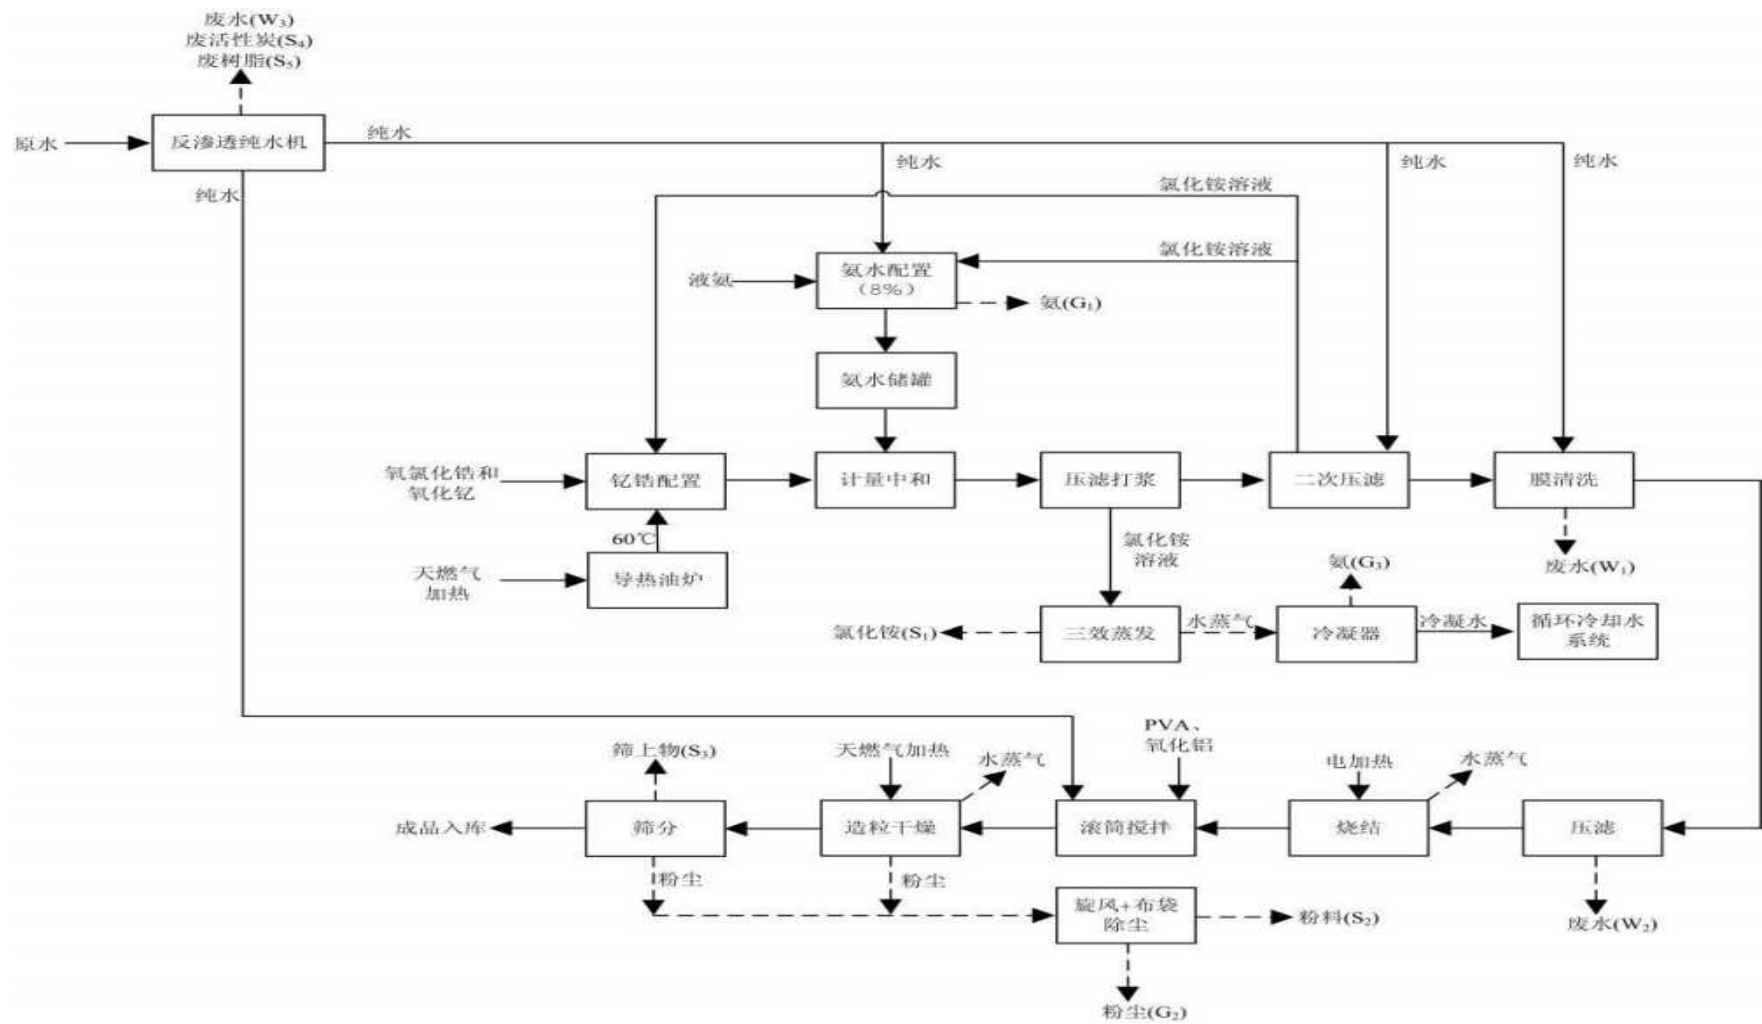 废水(W₃)
废活性炭(S₄)
废树脂(S₅)
原水
反渗透纯水机
纯水
纯水
纯水
纯水
纯水
氯化铵溶液
氯化铵溶液
液氨
氨水配置
（8%）
氨(G₁)
氨水储罐
氧氯化锆和
氧化钇
钇锆配置
计量中和
压滤打浆
二次压滤
膜清洗
60℃
天燃气
加热
导热油炉
氯化铵
溶液
氨(G₃)
废水(W₁)
氯化铵(S₁)
三效蒸发
水蒸气
冷凝器
冷凝水
循环冷却水
系统
筛上物(S₃)
天燃气加热
水蒸气
PVA、
氧化铝
电加热
水蒸气
成品入库
筛分
造粒干燥
滚筒搅拌
烧结
压滤
粉尘
粉尘
旋风+布袋
除尘
粉料(S₂)
废水(W₂)
粉尘(G₂)